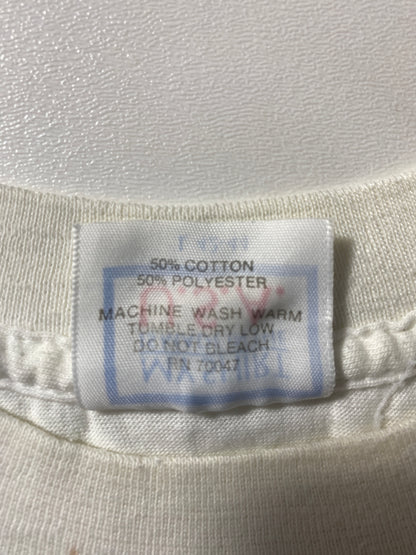 50% COTTON
50% POLYESTER
MACHINE WASH WARM
TUMBLE DRY LOW
DO NOT BLEACH
RN 70047